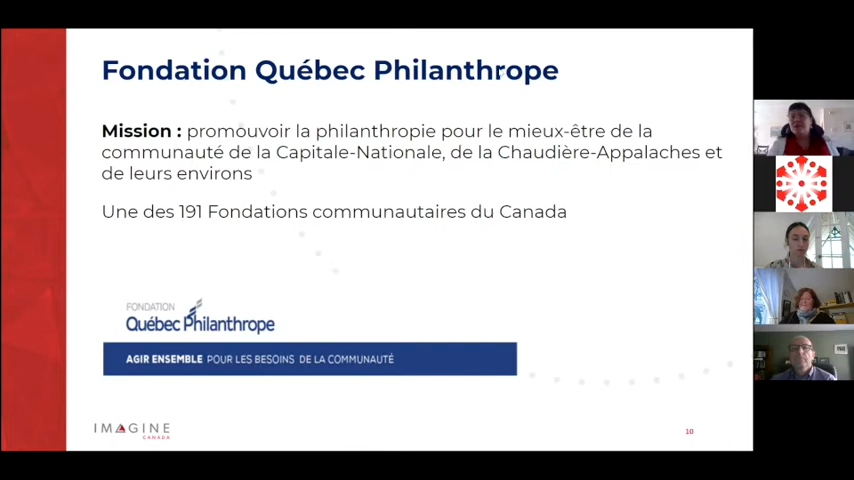 Fondation Québec Philanthrope
Mission : promouvoir la philanthropie pour le mieux-être de la
communauté de la Capitale-Nationale, de la Chaudière-Appalaches et
de leurs environs
Une des 191 Fondations communautaires du Canada
FONDATION
Québec Philanthrope
AGIR ENSEMBLE POUR LES BESOINS DE LA COMMUNAUTÉ
IMAGINE
CANADA
10